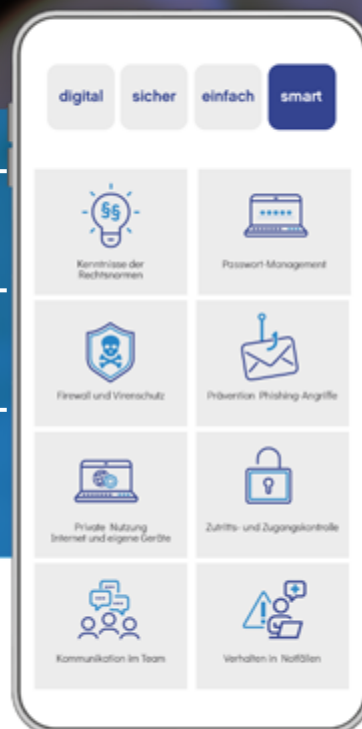 digital
sicher
einfach
smart
§§
Kenntnisse der
Rechtsnormen
*****
Passwort-Management
Firewall und Virenschutz
Prävention Phishing-Angriffe
Private Nutzung
Internet und eigene Geräte
Zutritts- und Zugangskontrolle
Kommunikation im Team
Verhalten in Notfällen